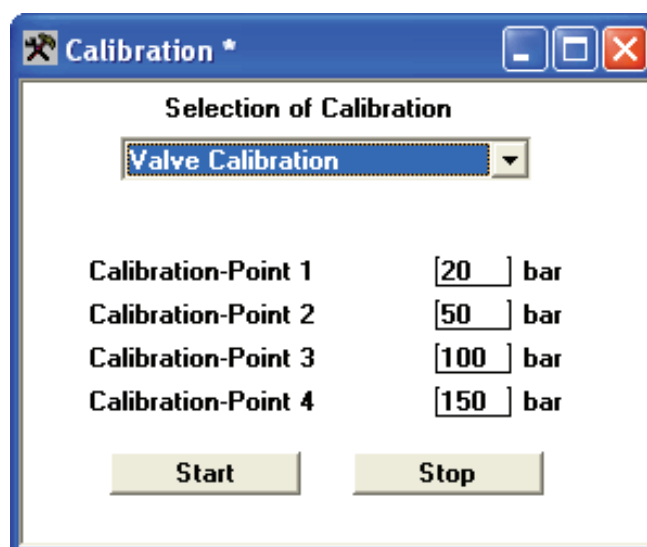 Calibration *
Selection of Calibration
Valve Calibration
Calibration-Point 1 [20 ] bar
Calibration-Point 2 [50 ] bar
Calibration-Point 3 [100 ] bar
Calibration-Point 4 [150 ] bar
Start Stop